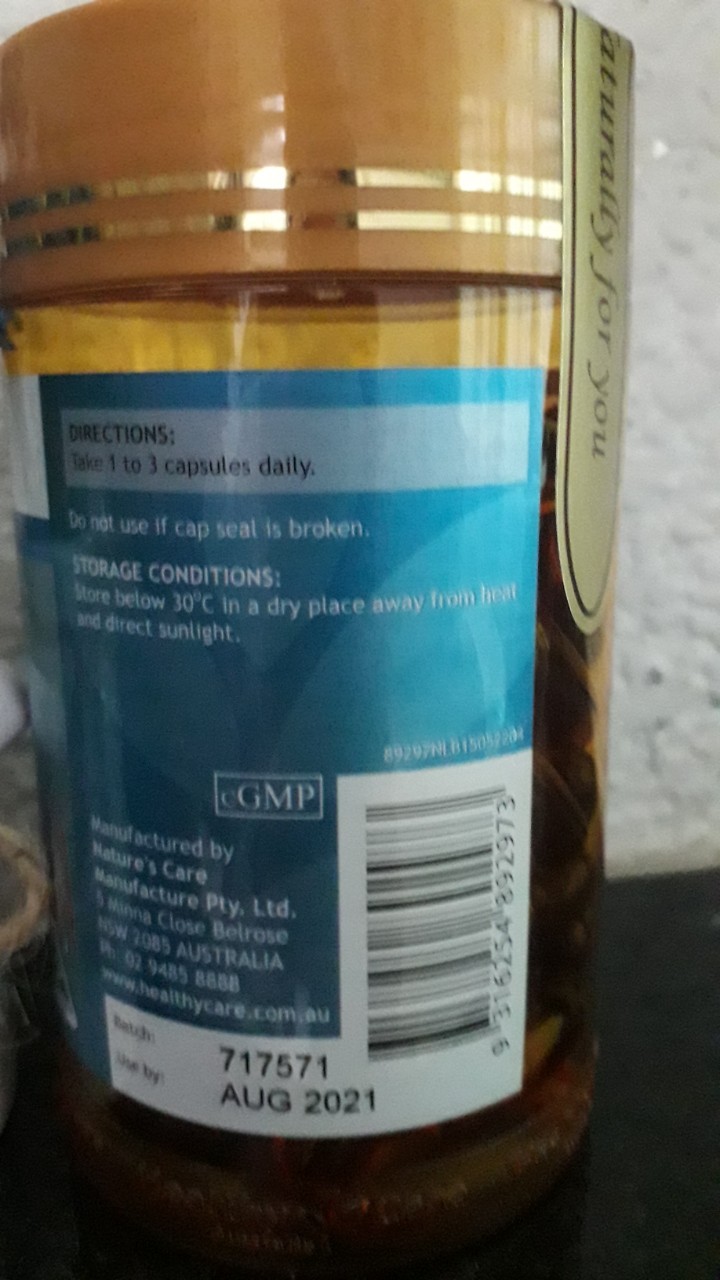 aturally for you
DIRECTIONS:
Take 1 to 3 capsules daily.
Do not use if cap seal is broken.
STORAGE CONDITIONS:
Store below 30°C in a dry place away from heat
and direct sunlight.
89297NLB15052204
cGMP
Manufactured by
Nature's Care
Manufacture Pty. Ltd.
5 Minna Close Belrose
NSW 2085 AUSTRALIA
Ph: 02 9485 8888
www.healthycare.com.au
9 316254 892973
Batch: 717571
Use by: AUG 2021